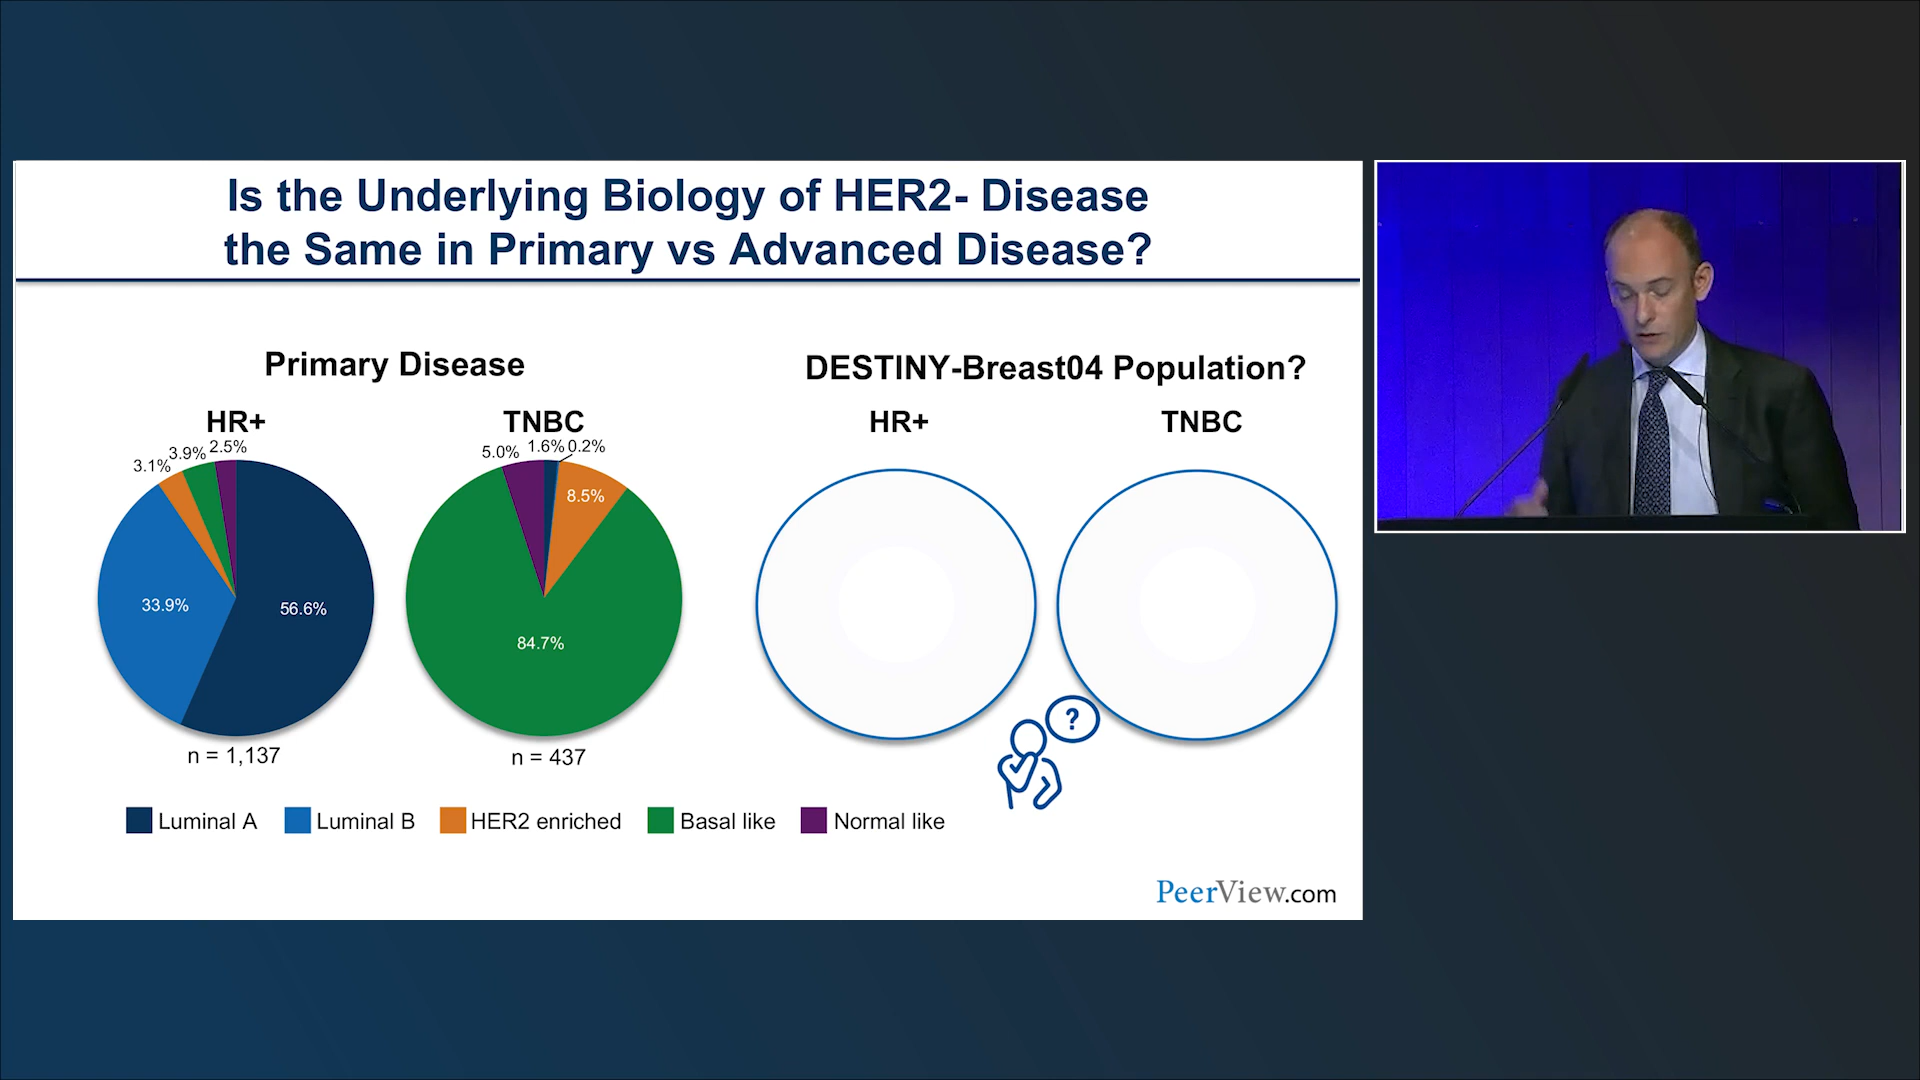 Is the Underlying Biology of HER2- Disease
the Same in Primary vs Advanced Disease?
Primary Disease
HR+
TNBC
3.1%
3.9%
2.5%
33.9%
56.6%
n = 1,137
5.0%
1.6%
0.2%
8.5%
84.7%
n = 437
DESTINY-Breast04 Population?
HR+
TNBC
?
Luminal A
Luminal B
HER2 enriched
Basal like
Normal like
PeerView.com